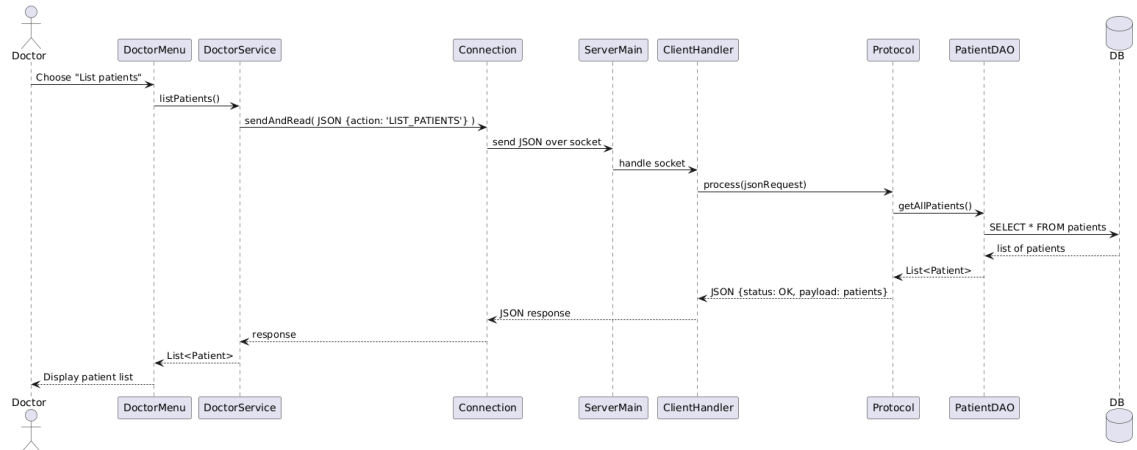 Doctor
DoctorMenu
DoctorService
Connection
ServerMain
ClientHandler
Protocol
PatientDAO
DB
Choose "List patients"
listPatients()
sendAndRead( JSON {action: 'LIST_PATIENTS'} )
send JSON over socket
handle socket
process(jsonRequest)
getAllPatients()
SELECT * FROM patients
list of patients
List<Patient>
JSON {status: OK, payload: patients}
JSON response
response
List<Patient>
Display patient list
Doctor
DoctorMenu
DoctorService
Connection
ServerMain
ClientHandler
Protocol
PatientDAO
DB